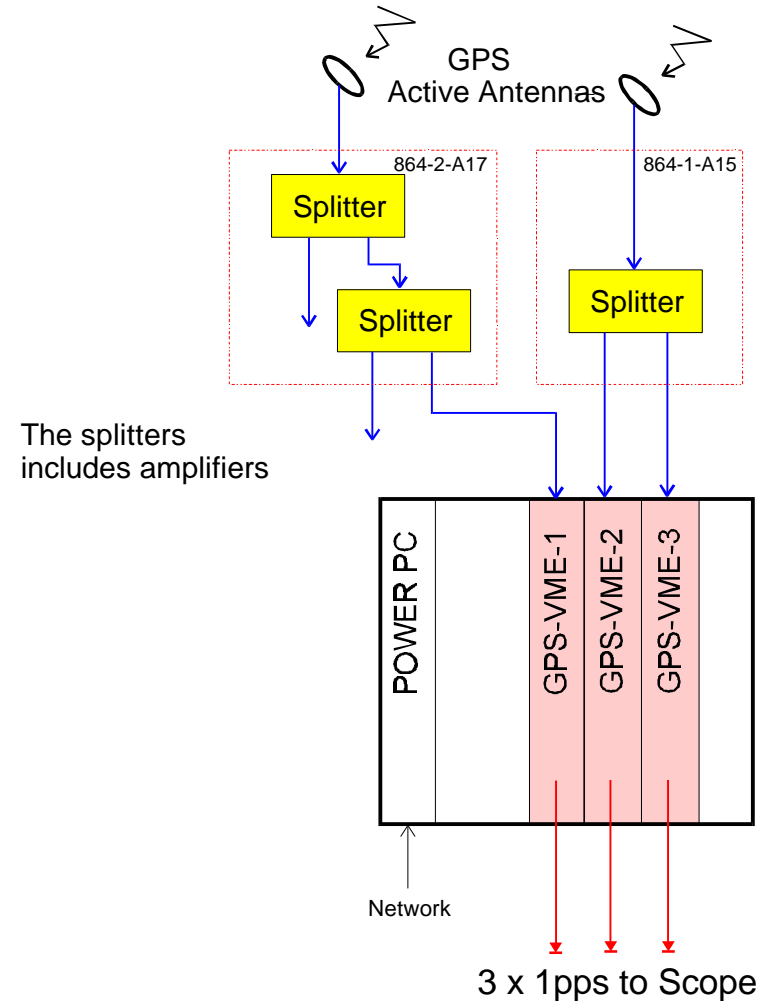 GPS
Active Antennas
864-2-A17
864-1-A15
Splitter
Splitter
Splitter
The splitters
includes amplifiers
POWER PC
GPS-VME-1
GPS-VME-2
GPS-VME-3
Network
3 x 1pps to Scope